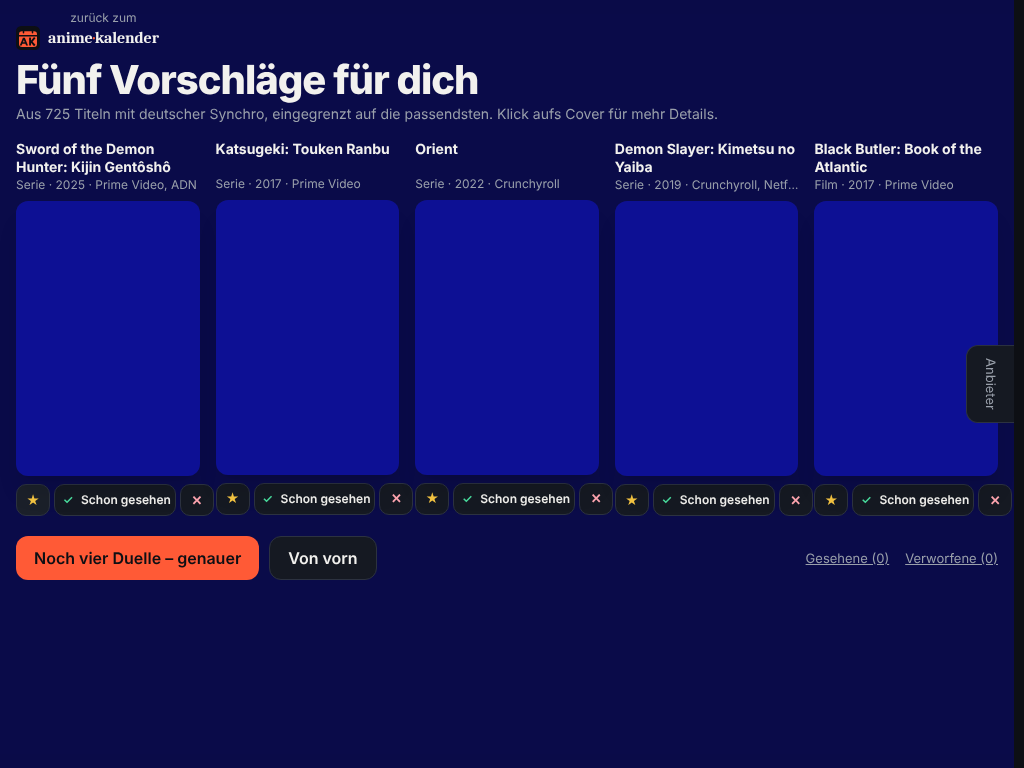 zurück zum
AK
anime·kalender
Fünf Vorschläge für dich
Aus 725 Titeln mit deutscher Synchro, eingegrenzt auf die passendsten. Klick aufs Cover für mehr Details.
Sword of the Demon
Hunter: Kijin Gentôshô
Serie · 2025 · Prime Video, ADN
Katsugeki: Touken Ranbu
Serie · 2017 · Prime Video
Orient
Serie · 2022 · Crunchyroll
Demon Slayer: Kimetsu no
Yaiba
Serie · 2019 · Crunchyroll, Netf…
Black Butler: Book of the
Atlantic
Film · 2017 · Prime Video
Anbieter
★ ✓ Schon gesehen ✕
★ ✓ Schon gesehen ✕
★ ✓ Schon gesehen ✕
★ ✓ Schon gesehen ✕
★ ✓ Schon gesehen ✕
Noch vier Duelle – genauer
Von vorn
Gesehene (0)
Verworfene (0)